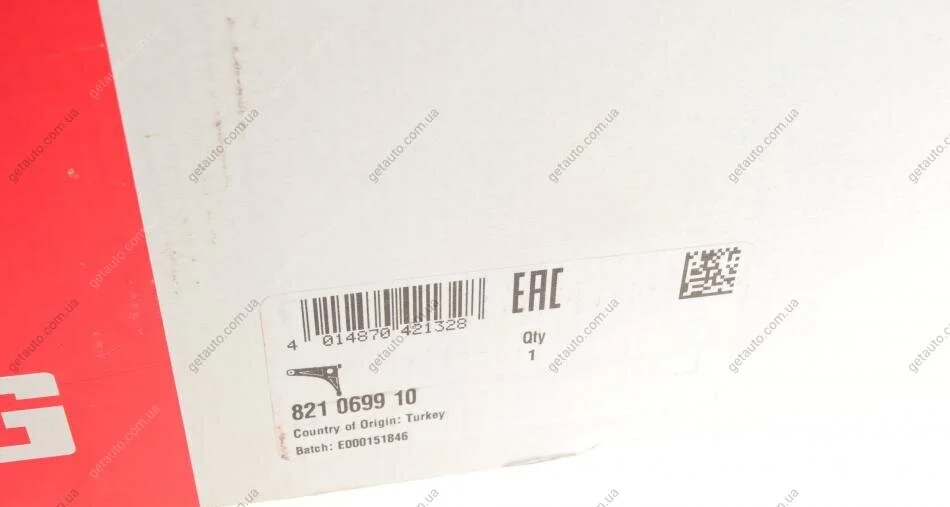 4 014870 421328
EAC
Qty
1
821 0699 10
Country of Origin: Turkey
Batch: E000151846
G
getauto.com.ua